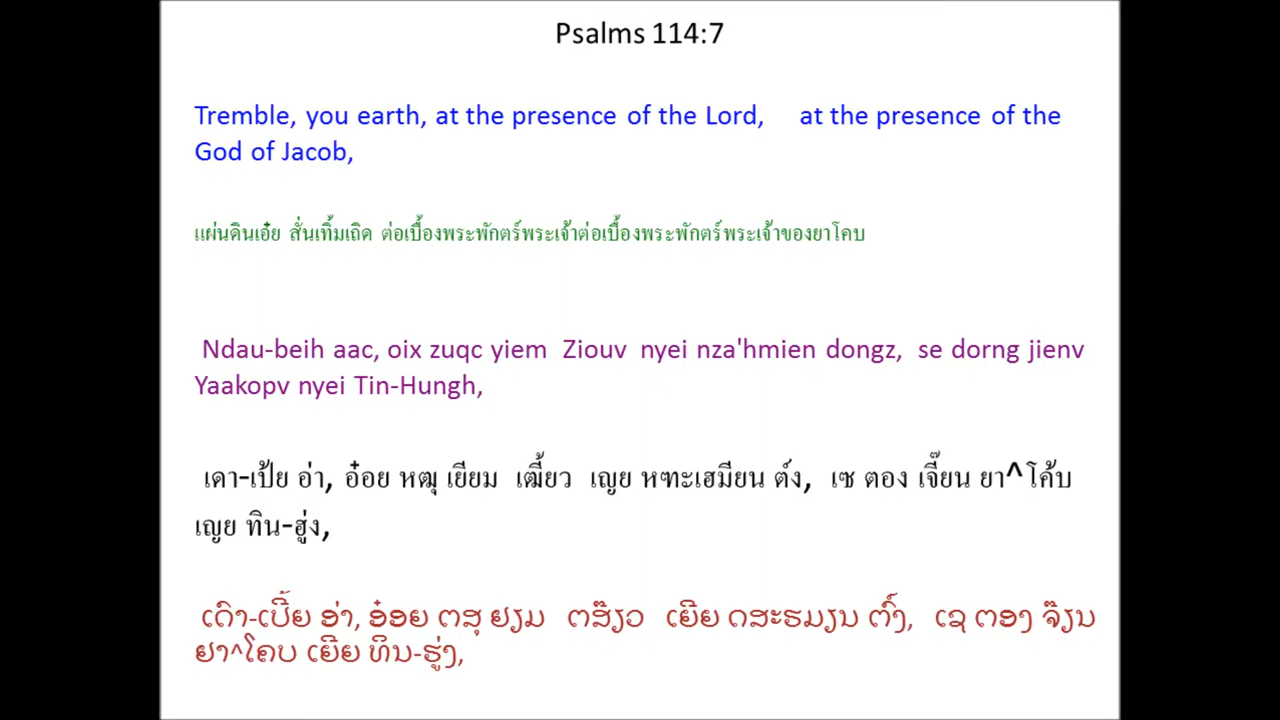 Psalms 114:7
Tremble, you earth, at the presence of the Lord, at the presence of the
God of Jacob,
แผ่นดินเอ๋ย สั่นเทิ้มเถิด ต่อเบื้องพระพักตร์พระเจ้าต่อเบื้องพระพักตร์พระเจ้าของยาโคบ
Ndau-beih aac, oix zuqc yiem Ziouv nyei nza'hmien dongz, se dorng jienv
Yaakopv nyei Tin-Hungh,
เดา-เป้ย อ่า, อ๋อย หฒุ เยียม เฒี้ยว เญย หฑะเฮมียน ต์ง, เซ ตอง เจี๊ยน ยา^โค้บ
เญย ทิน-ฮู่ง,
ເດົາ-ເປີ້ຍ ອ່າ, ອ໋ອຍ ຕສຸ ຢຽມ ຕສ໊ຽວ ເຍີຍ ດສະຮມຽນ ຕົ໌ງ, ເຊ ຕອງ ຈ໊ຽນ
ຢາ^ໂຄບ ເຍີຍ ທິນ-ຮູ່ງ,